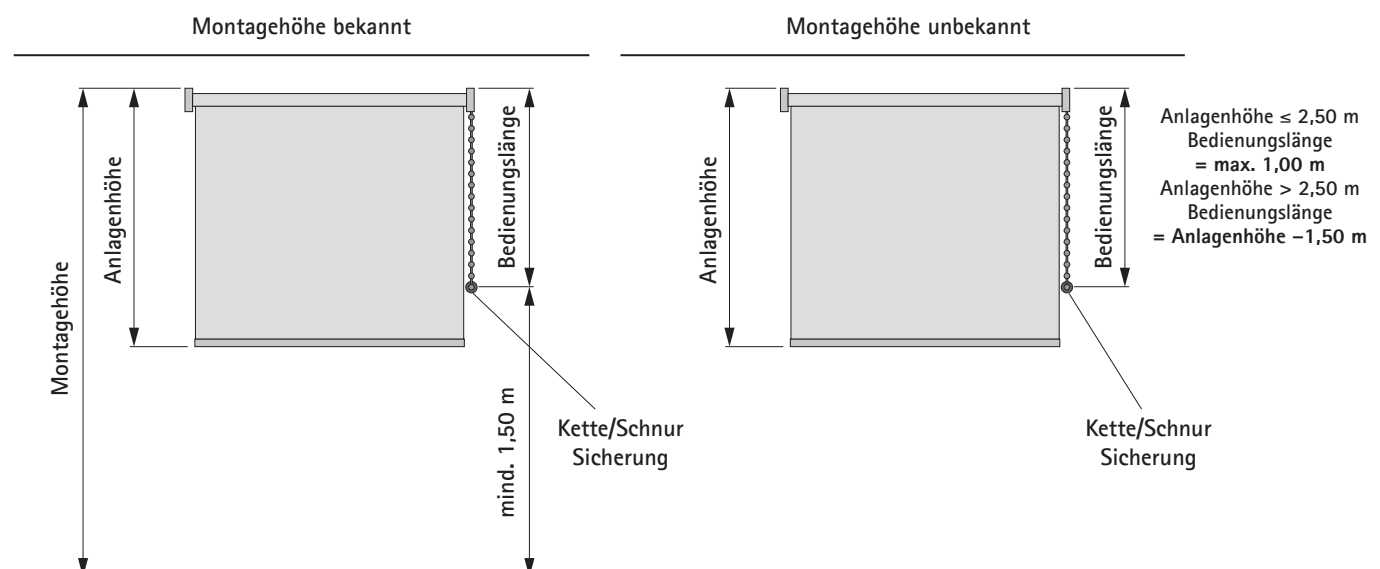 Montagehöhe bekannt
Montagehöhe
Anlagenhöhe
Bedienungslänge
mind. 1,50 m
Kette/Schnur
Sicherung
Montagehöhe unbekannt
Anlagenhöhe
Bedienungslänge
Kette/Schnur
Sicherung
Anlagenhöhe ≤ 2,50 m
Bedienungslänge
= max. 1,00 m
Anlagenhöhe > 2,50 m
Bedienungslänge
= Anlagenhöhe –1,50 m